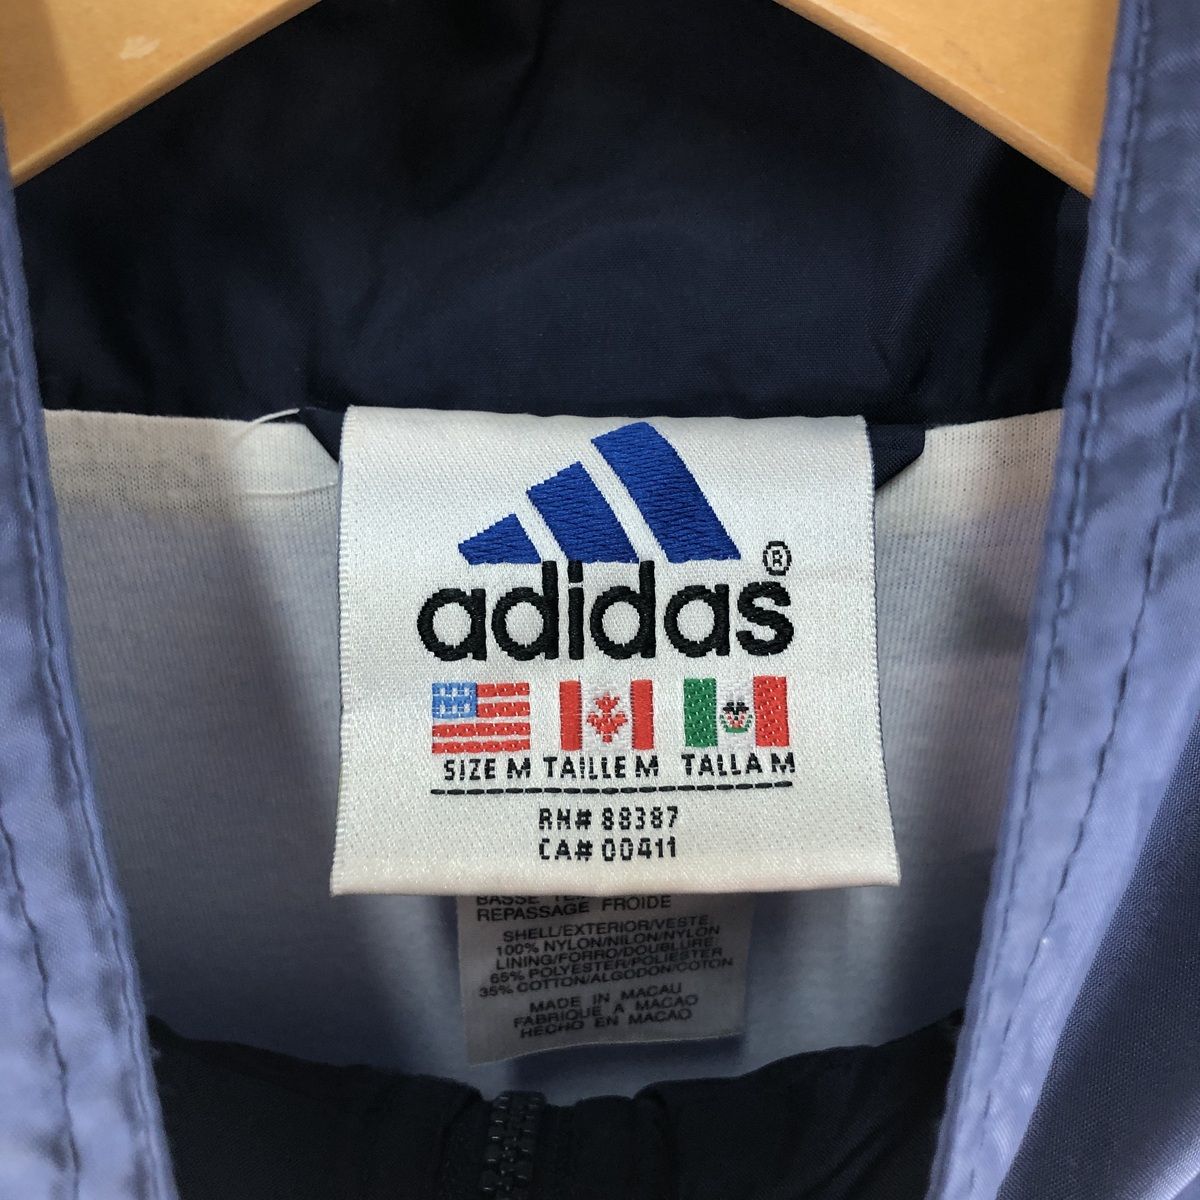 adidas®
SIZE M TAILLE M TALLA M
RN# 88387
CA# 00411
BASSE
REPASSAGE FROIDE
SHELL/EXTERIOR/VESTE
100% NYLON/NILON/NYLON
LINING/FORRO/DOUBLURE:
65% POLYESTER/POLIESTER
35% COTTON/ALGODON/COTON
MADE IN MACAU
FABRIQUE A MACAO
HECHO EN MACAO